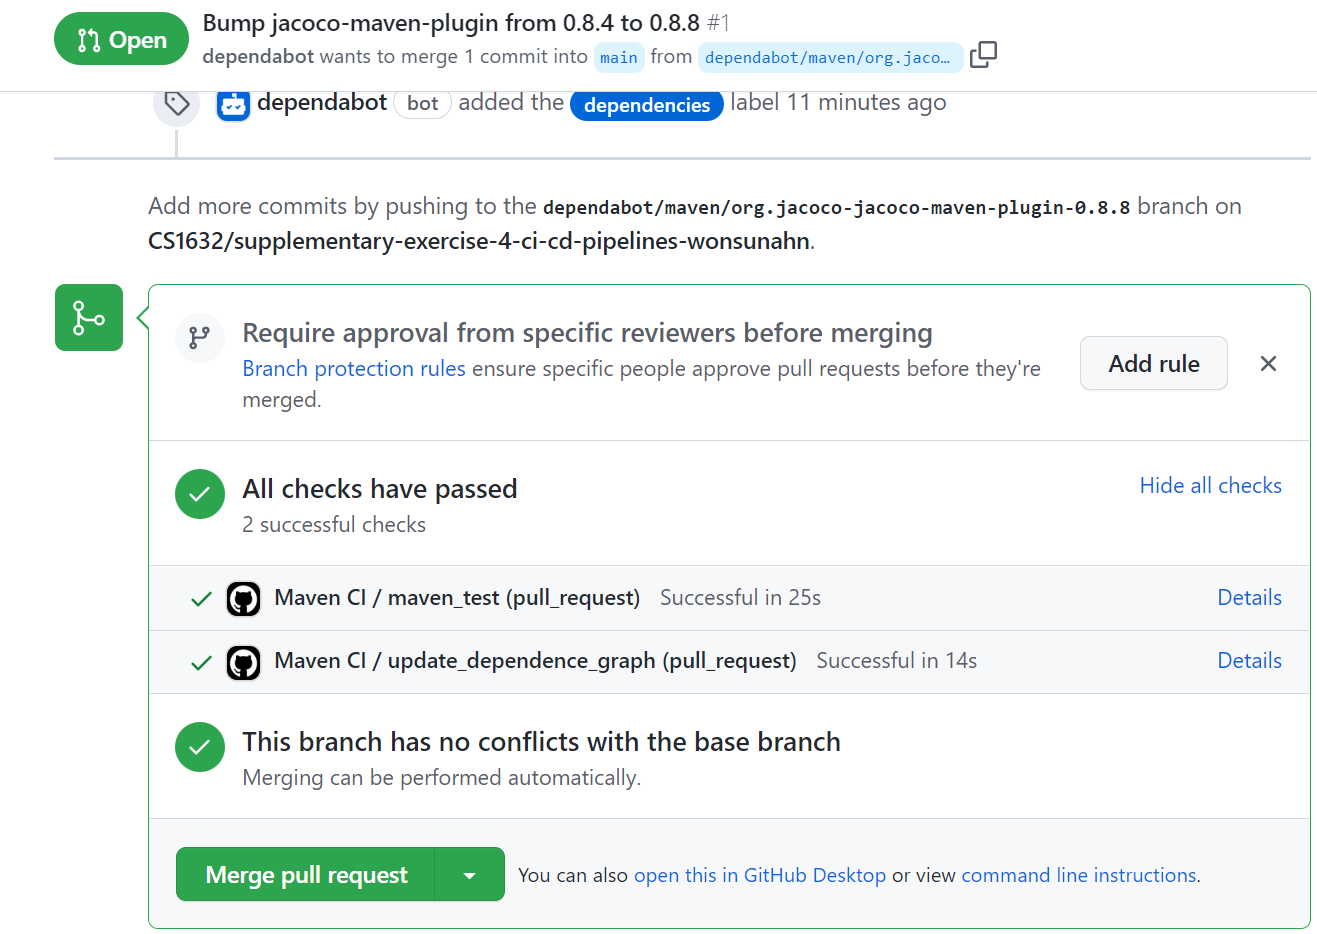 Open
Bump jacoco-maven-plugin from 0.8.4 to 0.8.8 #1
dependabot wants to merge 1 commit into main from dependabot/maven/org.jaco…
dependabot bot added the dependencies label 11 minutes ago
Add more commits by pushing to the dependabot/maven/org.jacoco-jacoco-maven-plugin-0.8.8 branch on
CS1632/supplementary-exercise-4-ci-cd-pipelines-wonsunahn.
Require approval from specific reviewers before merging
Branch protection rules ensure specific people approve pull requests before they're
merged.
Add rule
All checks have passed
2 successful checks
Hide all checks
Maven CI / maven_test (pull_request) Successful in 25s Details
Maven CI / update_dependence_graph (pull_request) Successful in 14s Details
This branch has no conflicts with the base branch
Merging can be performed automatically.
Merge pull request
You can also open this in GitHub Desktop or view command line instructions.